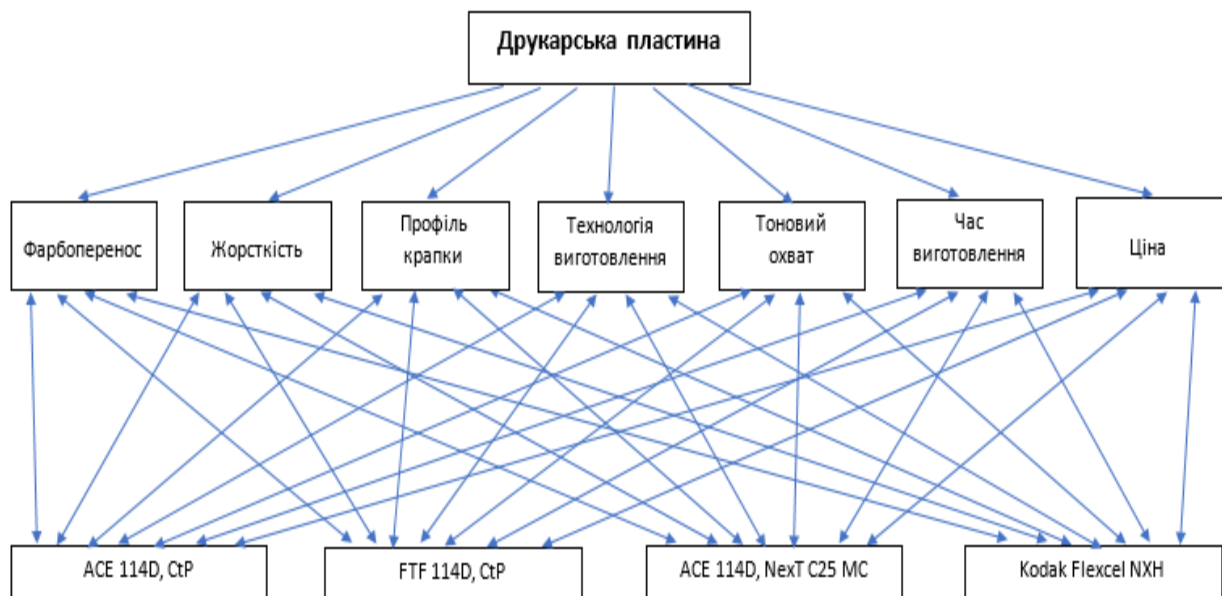 Друкарська пластина
Фарбоперенос
Жорсткість
Профіль
крапки
Технологія
виготовлення
Тоновий
охват
Час
виготовлення
Ціна
ACE 114D, CtP
FTF 114D, CtP
ACE 114D, NexT C25 MC
Kodak Flexcel NXH